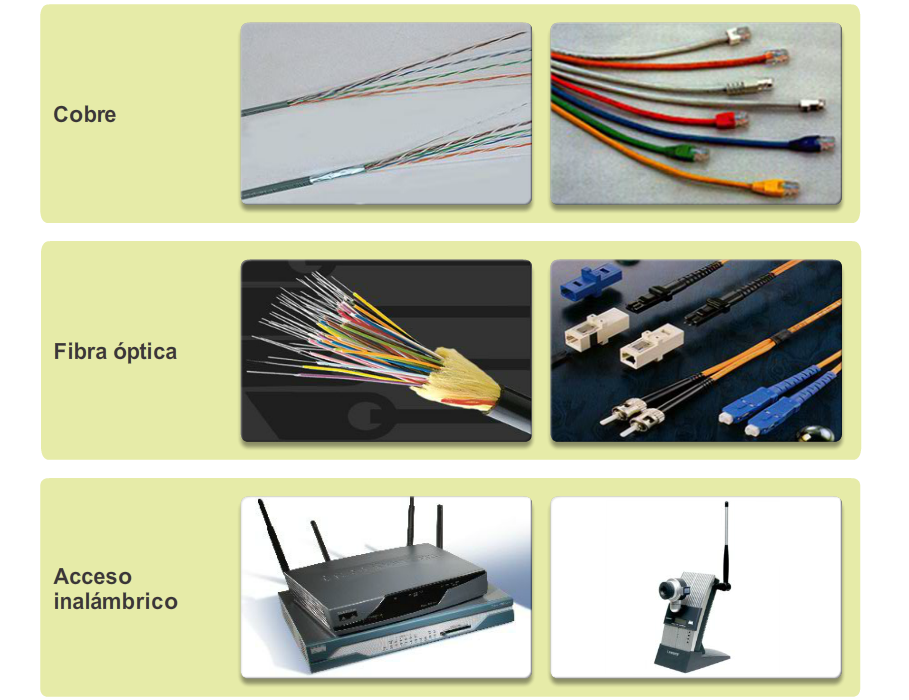 Cobre
Fibra óptica
Acceso
inalámbrico